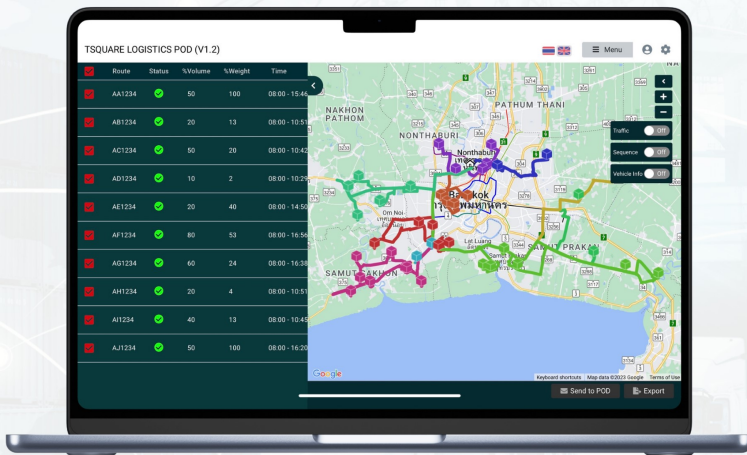 TSQUARE LOGISTICS POD (V1.2)
Menu
Route Status %Volume %Weight Time
AA1234 50 100 08:00 - 15:46
AB1234 20 13 08:00 - 10:51
AC1234 50 20 08:00 - 10:42
AD1234 10 2 08:00 - 10:29
AE1234 20 40 08:00 - 14:50
AF1234 80 53 08:00 - 16:56
AG1234 60 24 08:00 - 16:38
AH1234 20 4 08:00 - 10:51
AI1234 40 13 08:00 - 10:45
AJ1234 50 100 08:00 - 16:20
NAKHON
PATHOM
PATHUM THANI
NONTHABURI
Nonthaburi
Traffic Off
Sequence Off
Vehicle Info Off
Om Noi
Lat Luang
SAMUT PRAKAN
SAMUT SAKHON
Google
Keyboard shortcuts Map data ©2023 Google Terms of Use
Send to POD Export